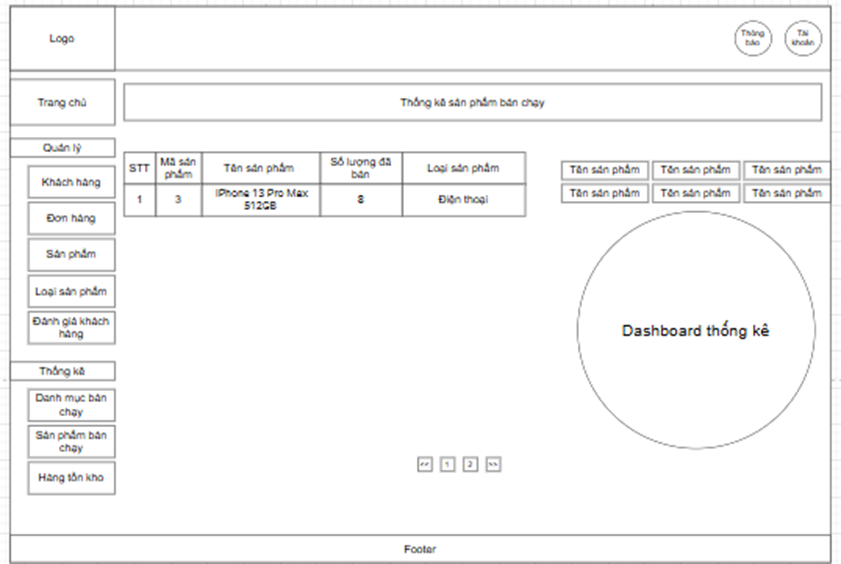 Logo
Thông
báo
Tài
khoản
Trang chủ
Thống kê sản phẩm bán chạy
Quản lý
Khách hàng
Đơn hàng
Sản phẩm
Loại sản phẩm
Đánh giá khách
hàng
Thống kê
Danh mục bán
chạy
Sản phẩm bán
chạy
Hàng tồn kho
STT
Mã sản
phẩm
Tên sản phẩm
Số lượng đã
bán
Loại sản phẩm
1
3
IPhone 13 Pro Max
512GB
8
Điện thoại
Tên sản phẩm
Tên sản phẩm
Tên sản phẩm
Tên sản phẩm
Tên sản phẩm
Tên sản phẩm
Dashboard thống kê
<<
1
2
>>
Footer